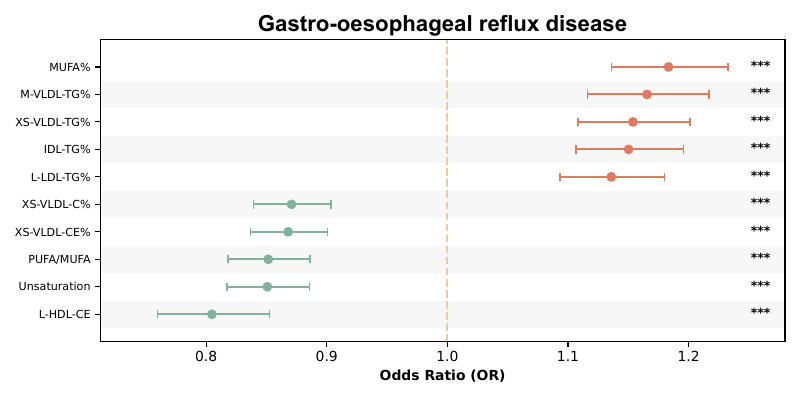 Gastro-oesophageal reflux disease
MUFA% ***
M-VLDL-TG% ***
XS-VLDL-TG% ***
IDL-TG% ***
L-LDL-TG% ***
XS-VLDL-C% ***
XS-VLDL-CE% ***
PUFA/MUFA ***
Unsaturation ***
L-HDL-CE ***
0.8 0.9 1.0 1.1 1.2
Odds Ratio (OR)